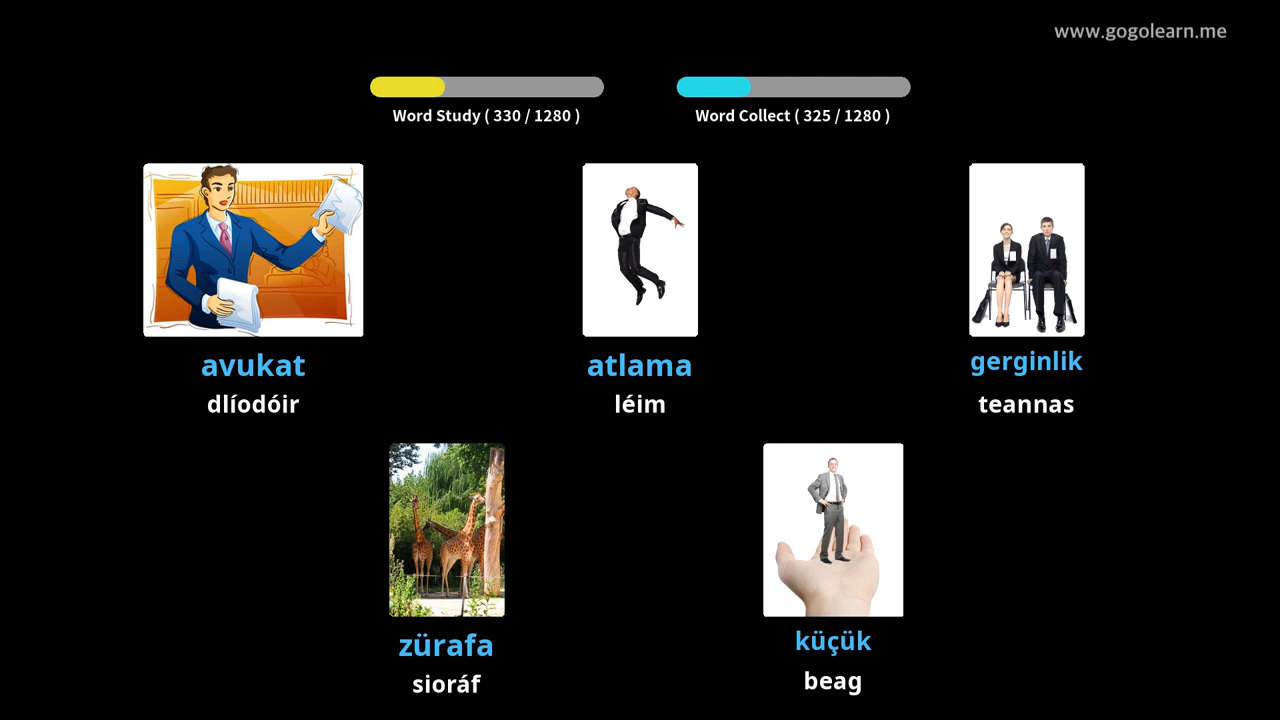 www.gogolearn.me
Word Study ( 330 / 1280 )
Word Collect ( 325 / 1280 )
avukat
dlíodóir
atlama
léim
gerginlik
teannas
zürafa
sioráf
küçük
beag